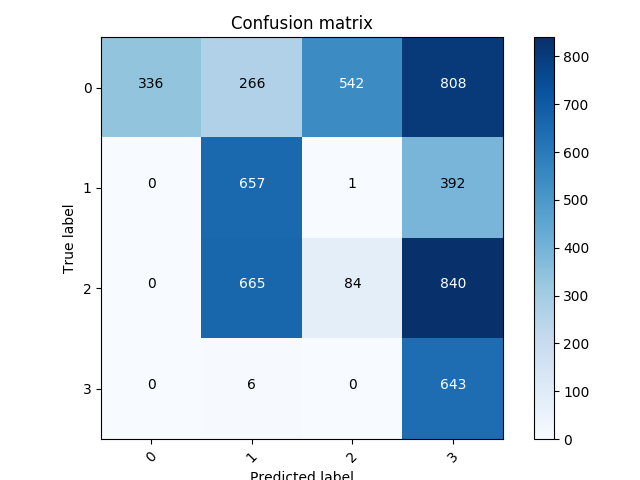 Confusion matrix
True label
0 336 266 542 808
1 0 657 1 392
2 0 665 84 840
3 0 6 0 643
0 1 2 3
Predicted label
800
700
600
500
400
300
200
100
0